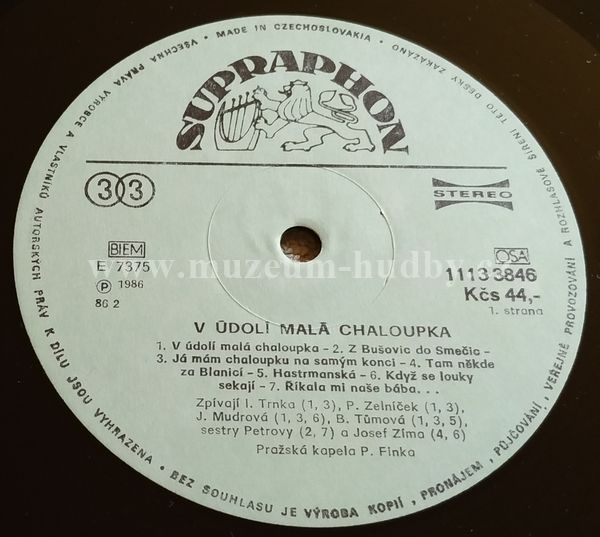 VŠECHNA PRÁVA VÝROBCE A VLASTNÍKŮ AUTORSKÝCH PRÁV K DÍLU JSOU VYHRAZENA • BEZ SOUHLASU JE VÝROBA KOPIÍ, PRONÁJEM, PŮJČOVÁNÍ, VEŘEJNÉ PROVOZOVÁNÍ A ROZHLASOVÉ ŠÍŘENÍ TÉTO DESKY ZAKÁZÁNO • MADE IN CZECHOSLOVAKIA •
SUPRAPHON
33
STEREO
BIEM
E 7375
Ⓟ 1986
86 2
OSA
1113 3846
Kčs 44,-
1. strana
www.muzeum-hudby.cz
V ÚDOLÍ MALÁ CHALOUPKA
1. V údolí malá chaloupka – 2. Z Bušovic do Smečic –
3. Já mám chaloupku na samým konci – 4. Tam někde
za Blanicí – 5. Hastrmanská – 6. Když se louky
sekají – 7. Říkala mi naše bába. . .
Zpívají I. Trnka (1, 3), P. Zelníček (1, 3),
J. Mudrová (1, 3, 6), B. Tůmová (1, 3, 5),
sestry Petrovy (2, 7) a Josef Zíma (4, 6)
Pražská kapela P. Finka